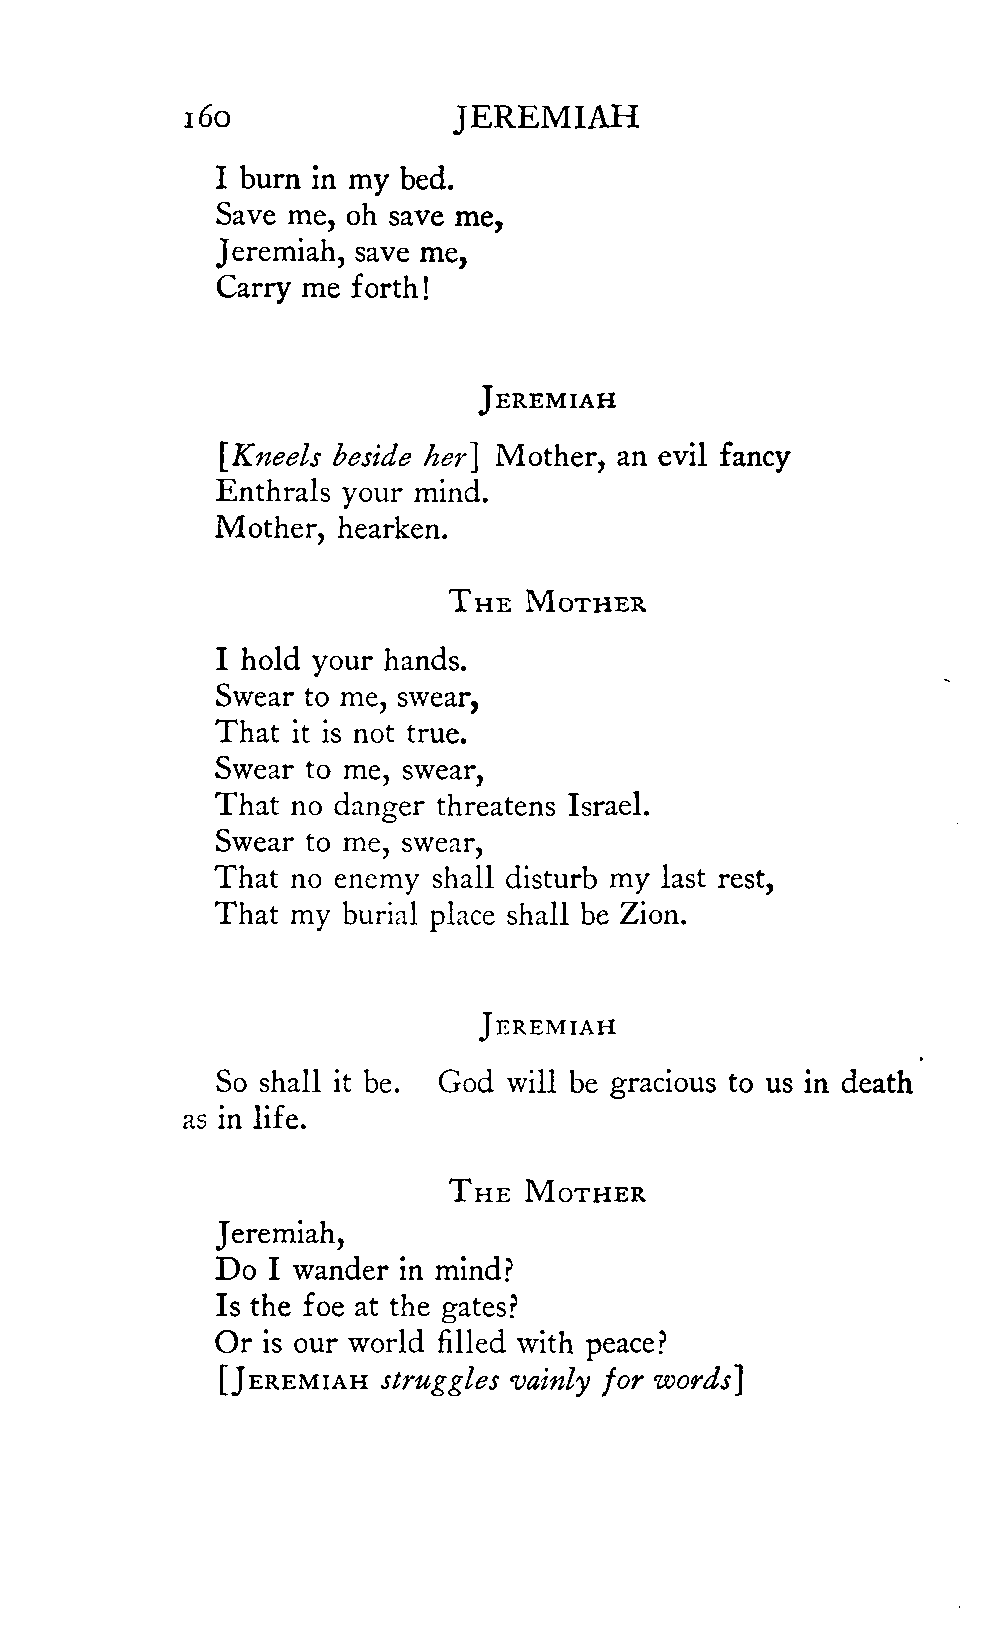 160 JEREMIAH
I burn in my bed.
Save me, oh save me,
Jeremiah, save me,
Carry me forth!
JEREMIAH
[Kneels beside her] Mother, an evil fancy
Enthrals your mind.
Mother, hearken.
THE MOTHER
I hold your hands.
Swear to me, swear,
That it is not true.
Swear to me, swear,
That no danger threatens Israel.
Swear to me, swear,
That no enemy shall disturb my last rest,
That my burial place shall be Zion.
JEREMIAH
So shall it be. God will be gracious to us in death
as in life.
THE MOTHER
Jeremiah,
Do I wander in mind?
Is the foe at the gates?
Or is our world filled with peace?
[JEREMIAH struggles vainly for words]